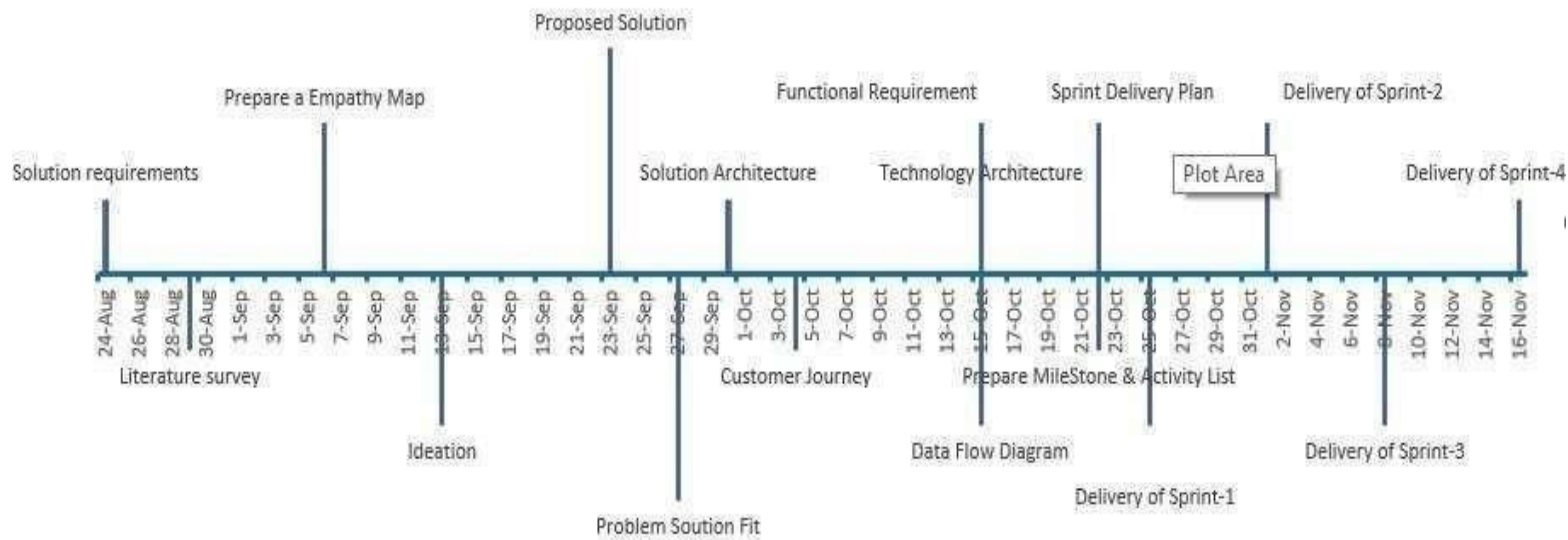 Proposed Solution
Prepare a Empathy Map
Functional Requirement
Sprint Delivery Plan
Delivery of Sprint-2
Solution requirements
Solution Architecture
Technology Architecture
Plot Area
Delivery of Sprint-4
24-Aug
26-Aug
28-Aug
30-Aug
1-Sep
3-Sep
5-Sep
7-Sep
9-Sep
11-Sep
13-Sep
15-Sep
17-Sep
19-Sep
21-Sep
23-Sep
25-Sep
27-Sep
29-Sep
1-Oct
3-Oct
5-Oct
7-Oct
9-Oct
11-Oct
13-Oct
15-Oct
17-Oct
19-Oct
21-Oct
23-Oct
25-Oct
27-Oct
29-Oct
31-Oct
2-Nov
4-Nov
6-Nov
8-Nov
10-Nov
12-Nov
14-Nov
16-Nov
Literature survey
Customer Journey
Prepare MileStone & Activity List
Ideation
Data Flow Diagram
Delivery of Sprint-3
Delivery of Sprint-1
Problem Soution Fit